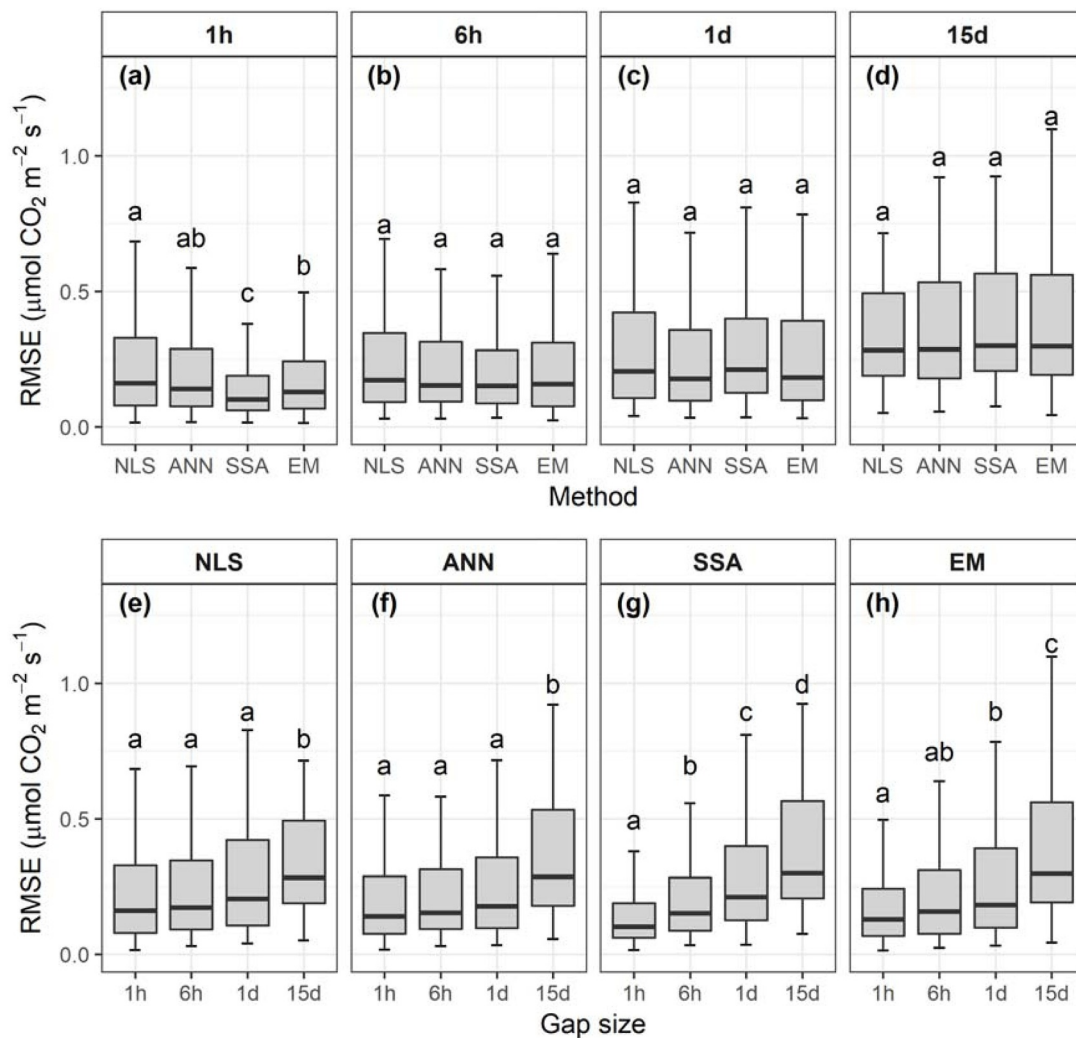 1h 6h 1d 15d
(a) (b) (c) (d)
RMSE (μmol CO₂ m⁻² s⁻¹)
1.0
0.5
0.0
a ab c b
a a a a
a a a a
a a a a
NLS ANN SSA EM NLS ANN SSA EM NLS ANN SSA EM NLS ANN SSA EM
Method
NLS ANN SSA EM
(e) (f) (g) (h)
RMSE (μmol CO₂ m⁻² s⁻¹)
1.0
0.5
0.0
a a a b
a a a b
a b c d
a ab b c
1h 6h 1d 15d 1h 6h 1d 15d 1h 6h 1d 15d 1h 6h 1d 15d
Gap size